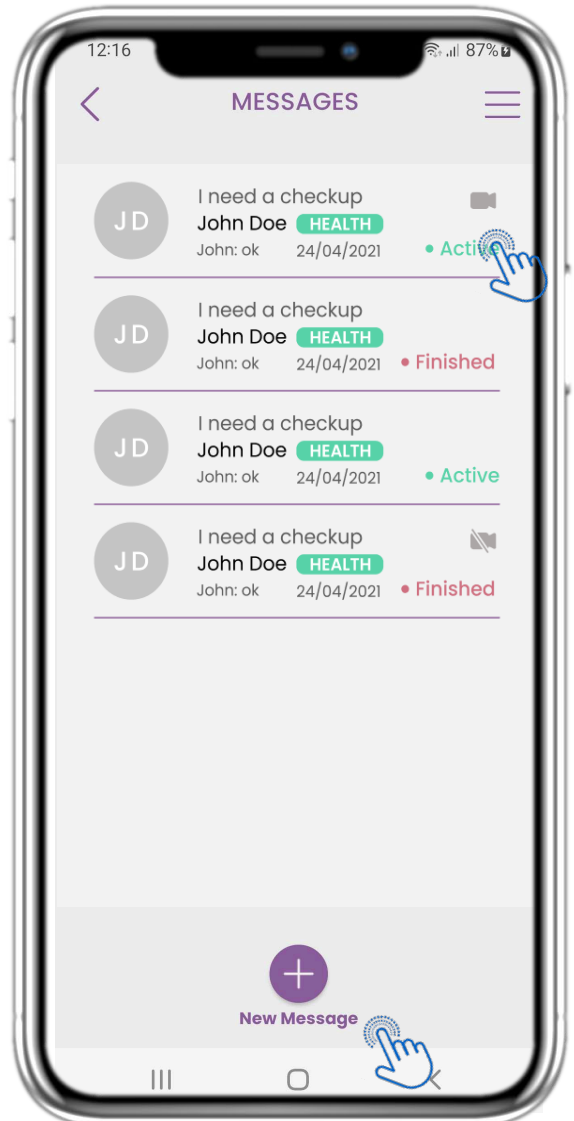 12:16 87%
MESSAGES
I need a checkup
JD John Doe HEALTH
John: ok 24/04/2021 • Active
I need a checkup
JD John Doe HEALTH
John: ok 24/04/2021 • Finished
I need a checkup
JD John Doe HEALTH
John: ok 24/04/2021 • Active
I need a checkup
JD John Doe HEALTH
John: ok 24/04/2021 • Finished
New Message